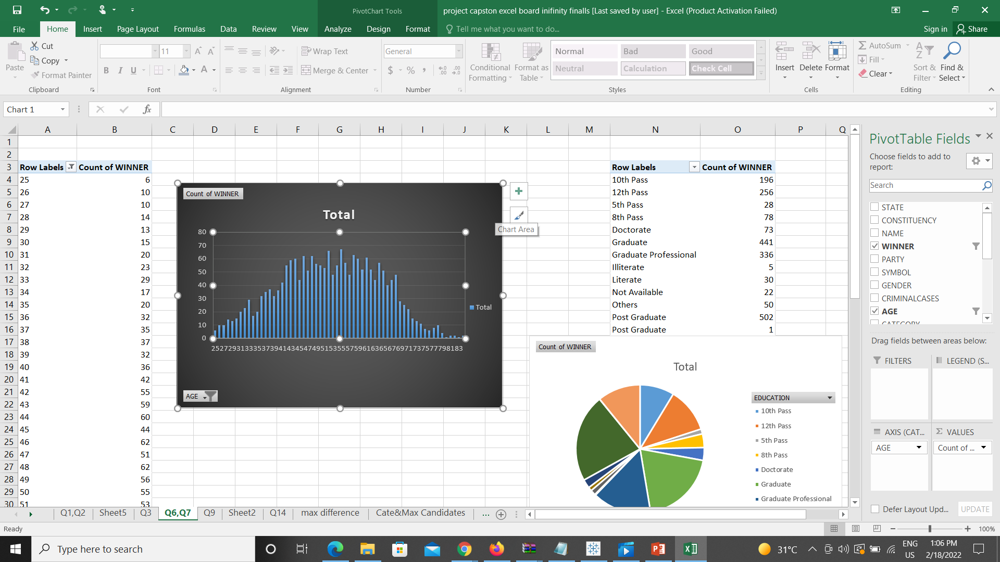 PivotChart Tools
project capston excel board inifinity finalls [Last saved by user] - Excel (Product Activation Failed)
File Home Insert Page Layout Formulas Data Review View Analyze Design Format Tell me what you want to do... Sign in Share
Paste
Cut
Copy
Format Painter
Clipboard
11
B I U A
Font
Wrap Text
Merge & Center
Alignment
General
$ % ,
Number
Conditional Formatting
Format as Table
Normal Bad Good
Neutral Calculation Check Cell
Styles
Insert Delete Format
Cells
AutoSum
Fill
Clear
Sort & Filter
Find & Select
Editing
Chart 1 fx
A B C D E F G H I J K L M N O P Q
1
2
3 Row Labels Count of WINNER
4 25 6
5 26 10
6 27 10
7 28 14
8 29 13
9 30 15
10 31 20
11 32 23
12 33 29
13 34 17
14 35 20
15 36 32
16 37 35
17 38 37
18 39 32
19 40 36
20 41 42
21 42 55
22 43 59
23 44 60
24 45 44
25 46 62
26 47 51
27 48 62
28 49 56
29 50 55
30 51 53
Count of WINNER
Total
80
70
60
50
40
30
20
10
0
252729313335373941434547495153555759616365676971737577798183
Total
AGE
Chart Area
Row Labels Count of WINNER
10th Pass 196
12th Pass 256
5th Pass 28
8th Pass 78
Doctorate 73
Graduate 441
Graduate Professional 336
Illiterate 5
Literate 30
Not Available 22
Others 50
Post Graduate 502
Post Graduate 1
Count of WINNER
Total
EDUCATION
10th Pass
12th Pass
5th Pass
8th Pass
Doctorate
Graduate
Graduate Professional
PivotTable Fields
Choose fields to add to report:
Search
STATE
CONSTITUENCY
NAME
WINNER
PARTY
SYMBOL
GENDER
CRIMINALCASES
AGE
CATEGORY
Drag fields between areas below:
FILTERS
LEGEND (S...
AXIS (CAT...
VALUES
AGE
Count of ...
Defer Layout Upd... UPDATE
Q1,Q2 Sheet5 Q3 Q6,Q7 Q9 Sheet2 Q14 max difference Cate&Max Candidates ...
Ready 100%
Type here to search
31°C
ENG
US
1:06 PM
2/18/2022